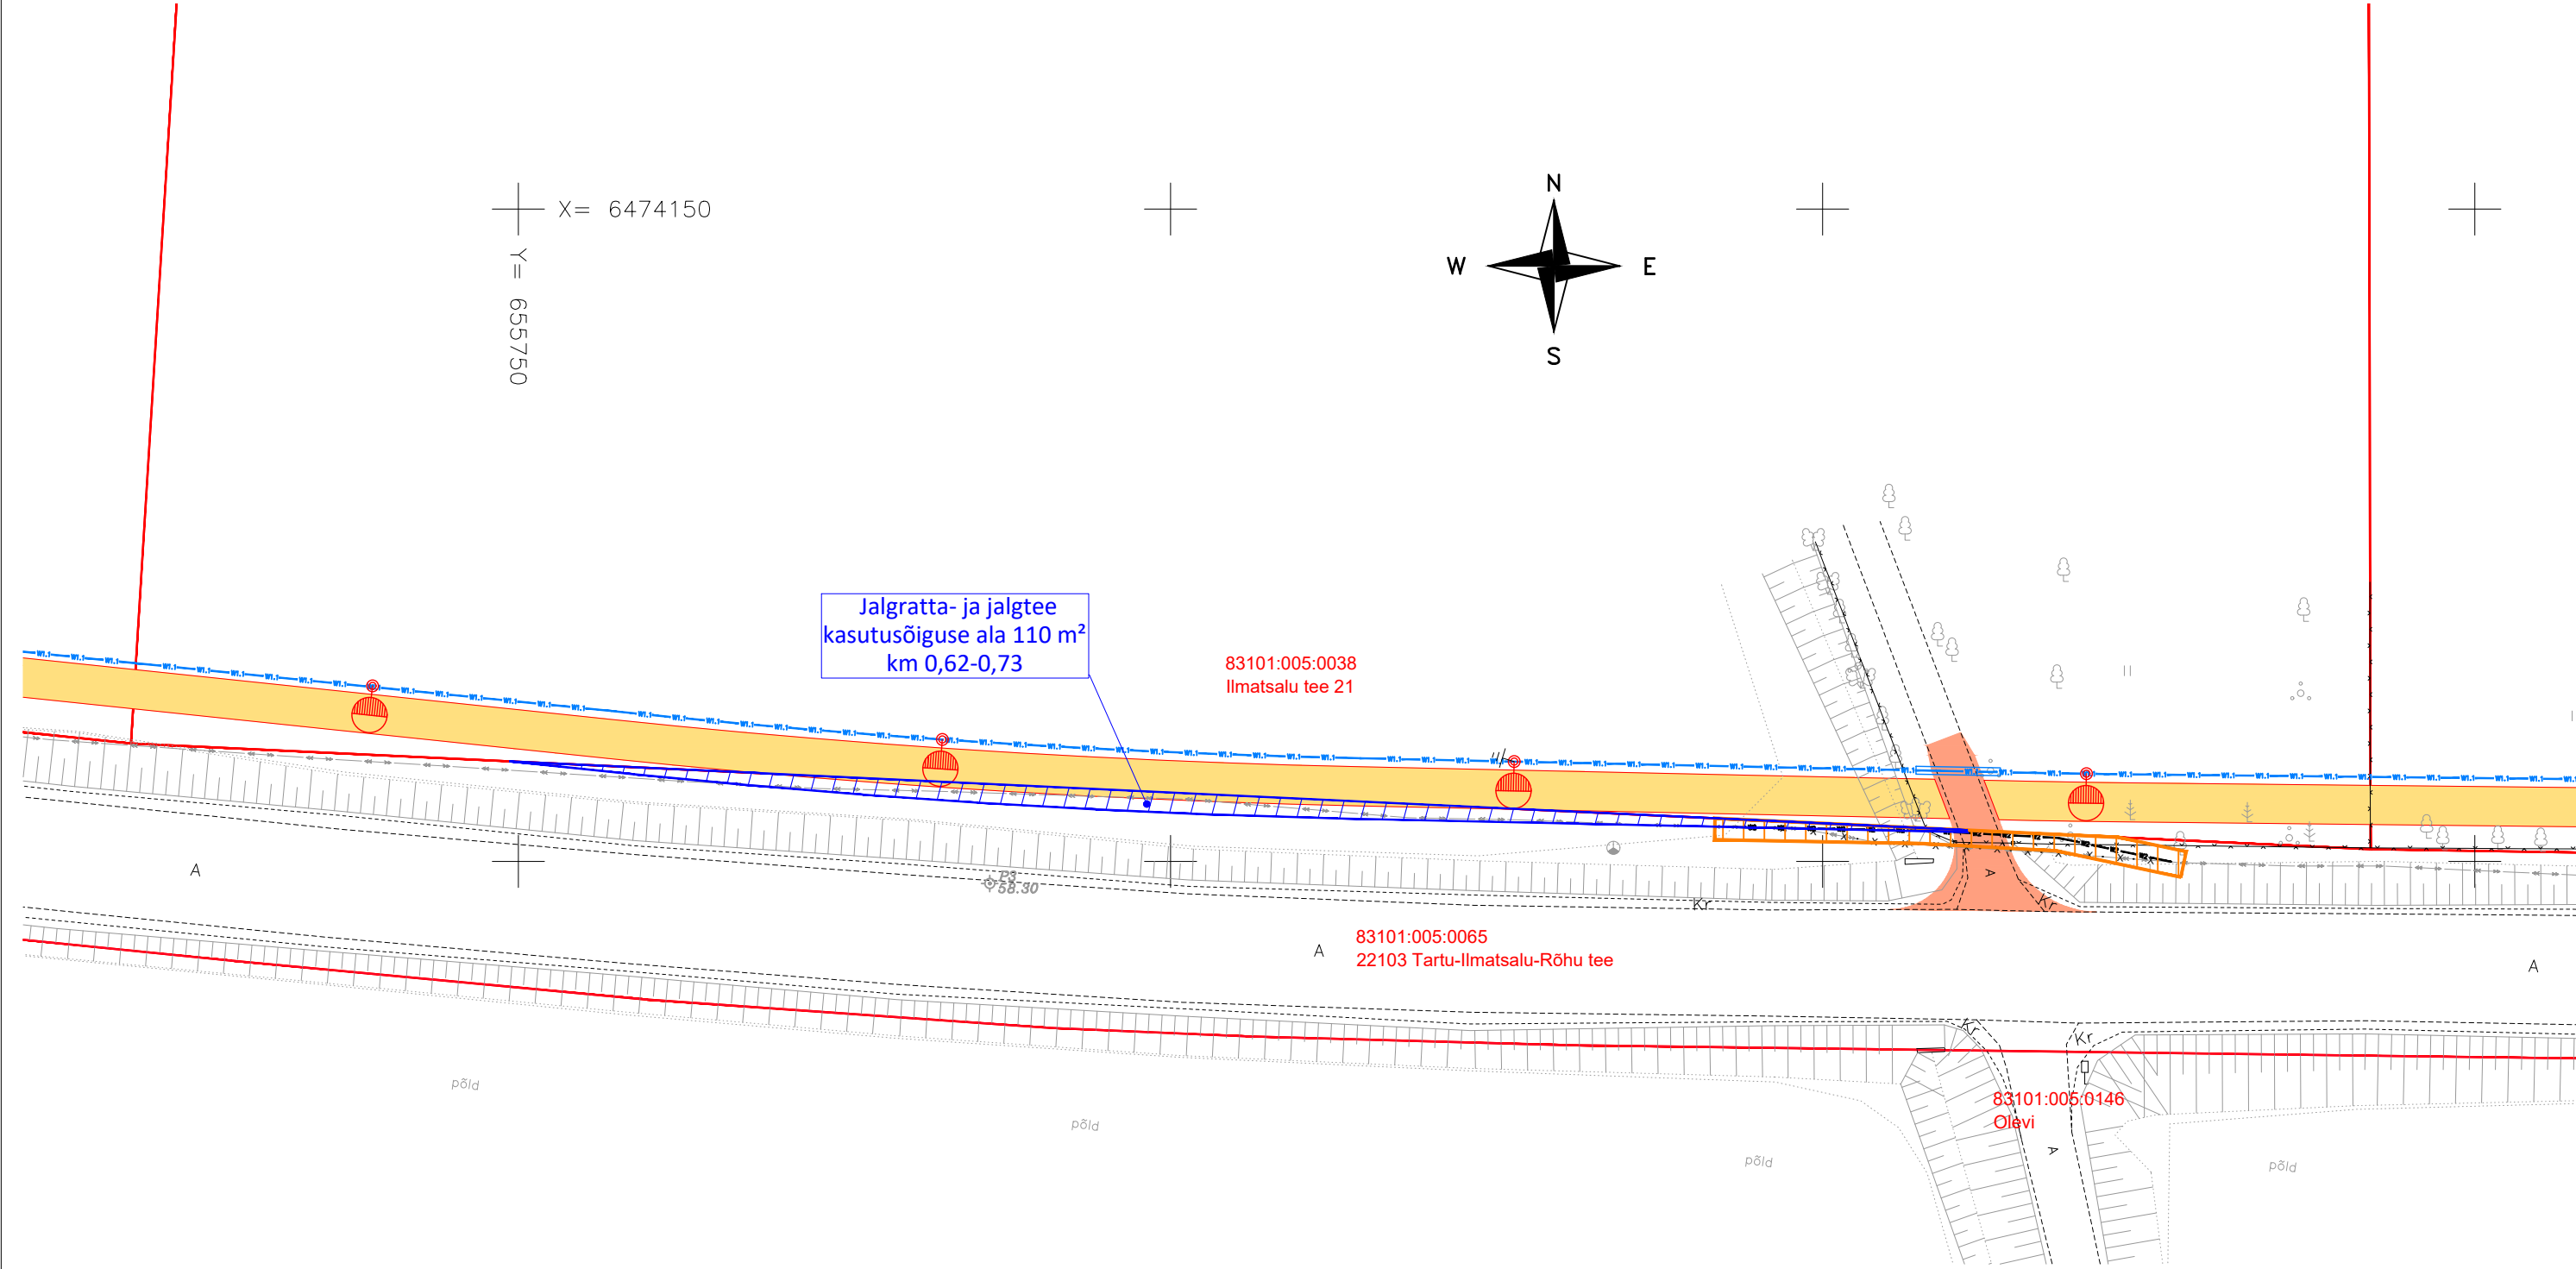 X= 6474150
Y= 655750
N
W
E
S
Jalgratta- ja jalgtee
kasutusõiguse ala 110 m²
km 0,62-0,73
83101:005:0038
Ilmatsalu tee 21
A
P3
58.30
Kr
A
Kr
A
83101:005:0065
22103 Tartu-Ilmatsalu-Rõhu tee
A
Kr
Kr
83101:005:0146
Olevi
A
põld
põld
põld
põld